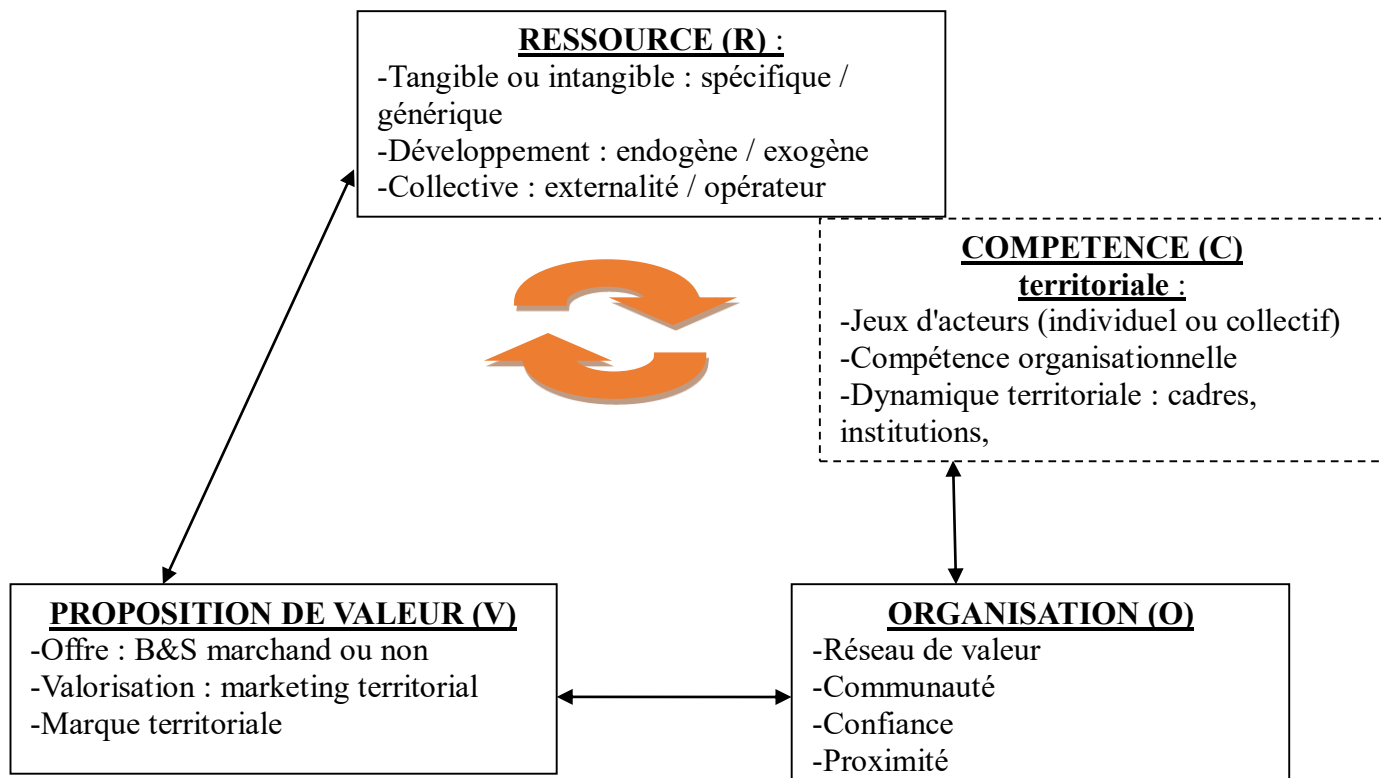 RESSOURCE (R) :
-Tangible ou intangible : spécifique /
générique
-Développement : endogène / exogène
-Collective : externalité / opérateur
COMPETENCE (C)
territoriale :
-Jeux d'acteurs (individuel ou collectif)
-Compétence organisationnelle
-Dynamique territoriale : cadres,
institutions,
PROPOSITION DE VALEUR (V)
-Offre : B&S marchand ou non
-Valorisation : marketing territorial
-Marque territoriale
ORGANISATION (O)
-Réseau de valeur
-Communauté
-Confiance
-Proximité